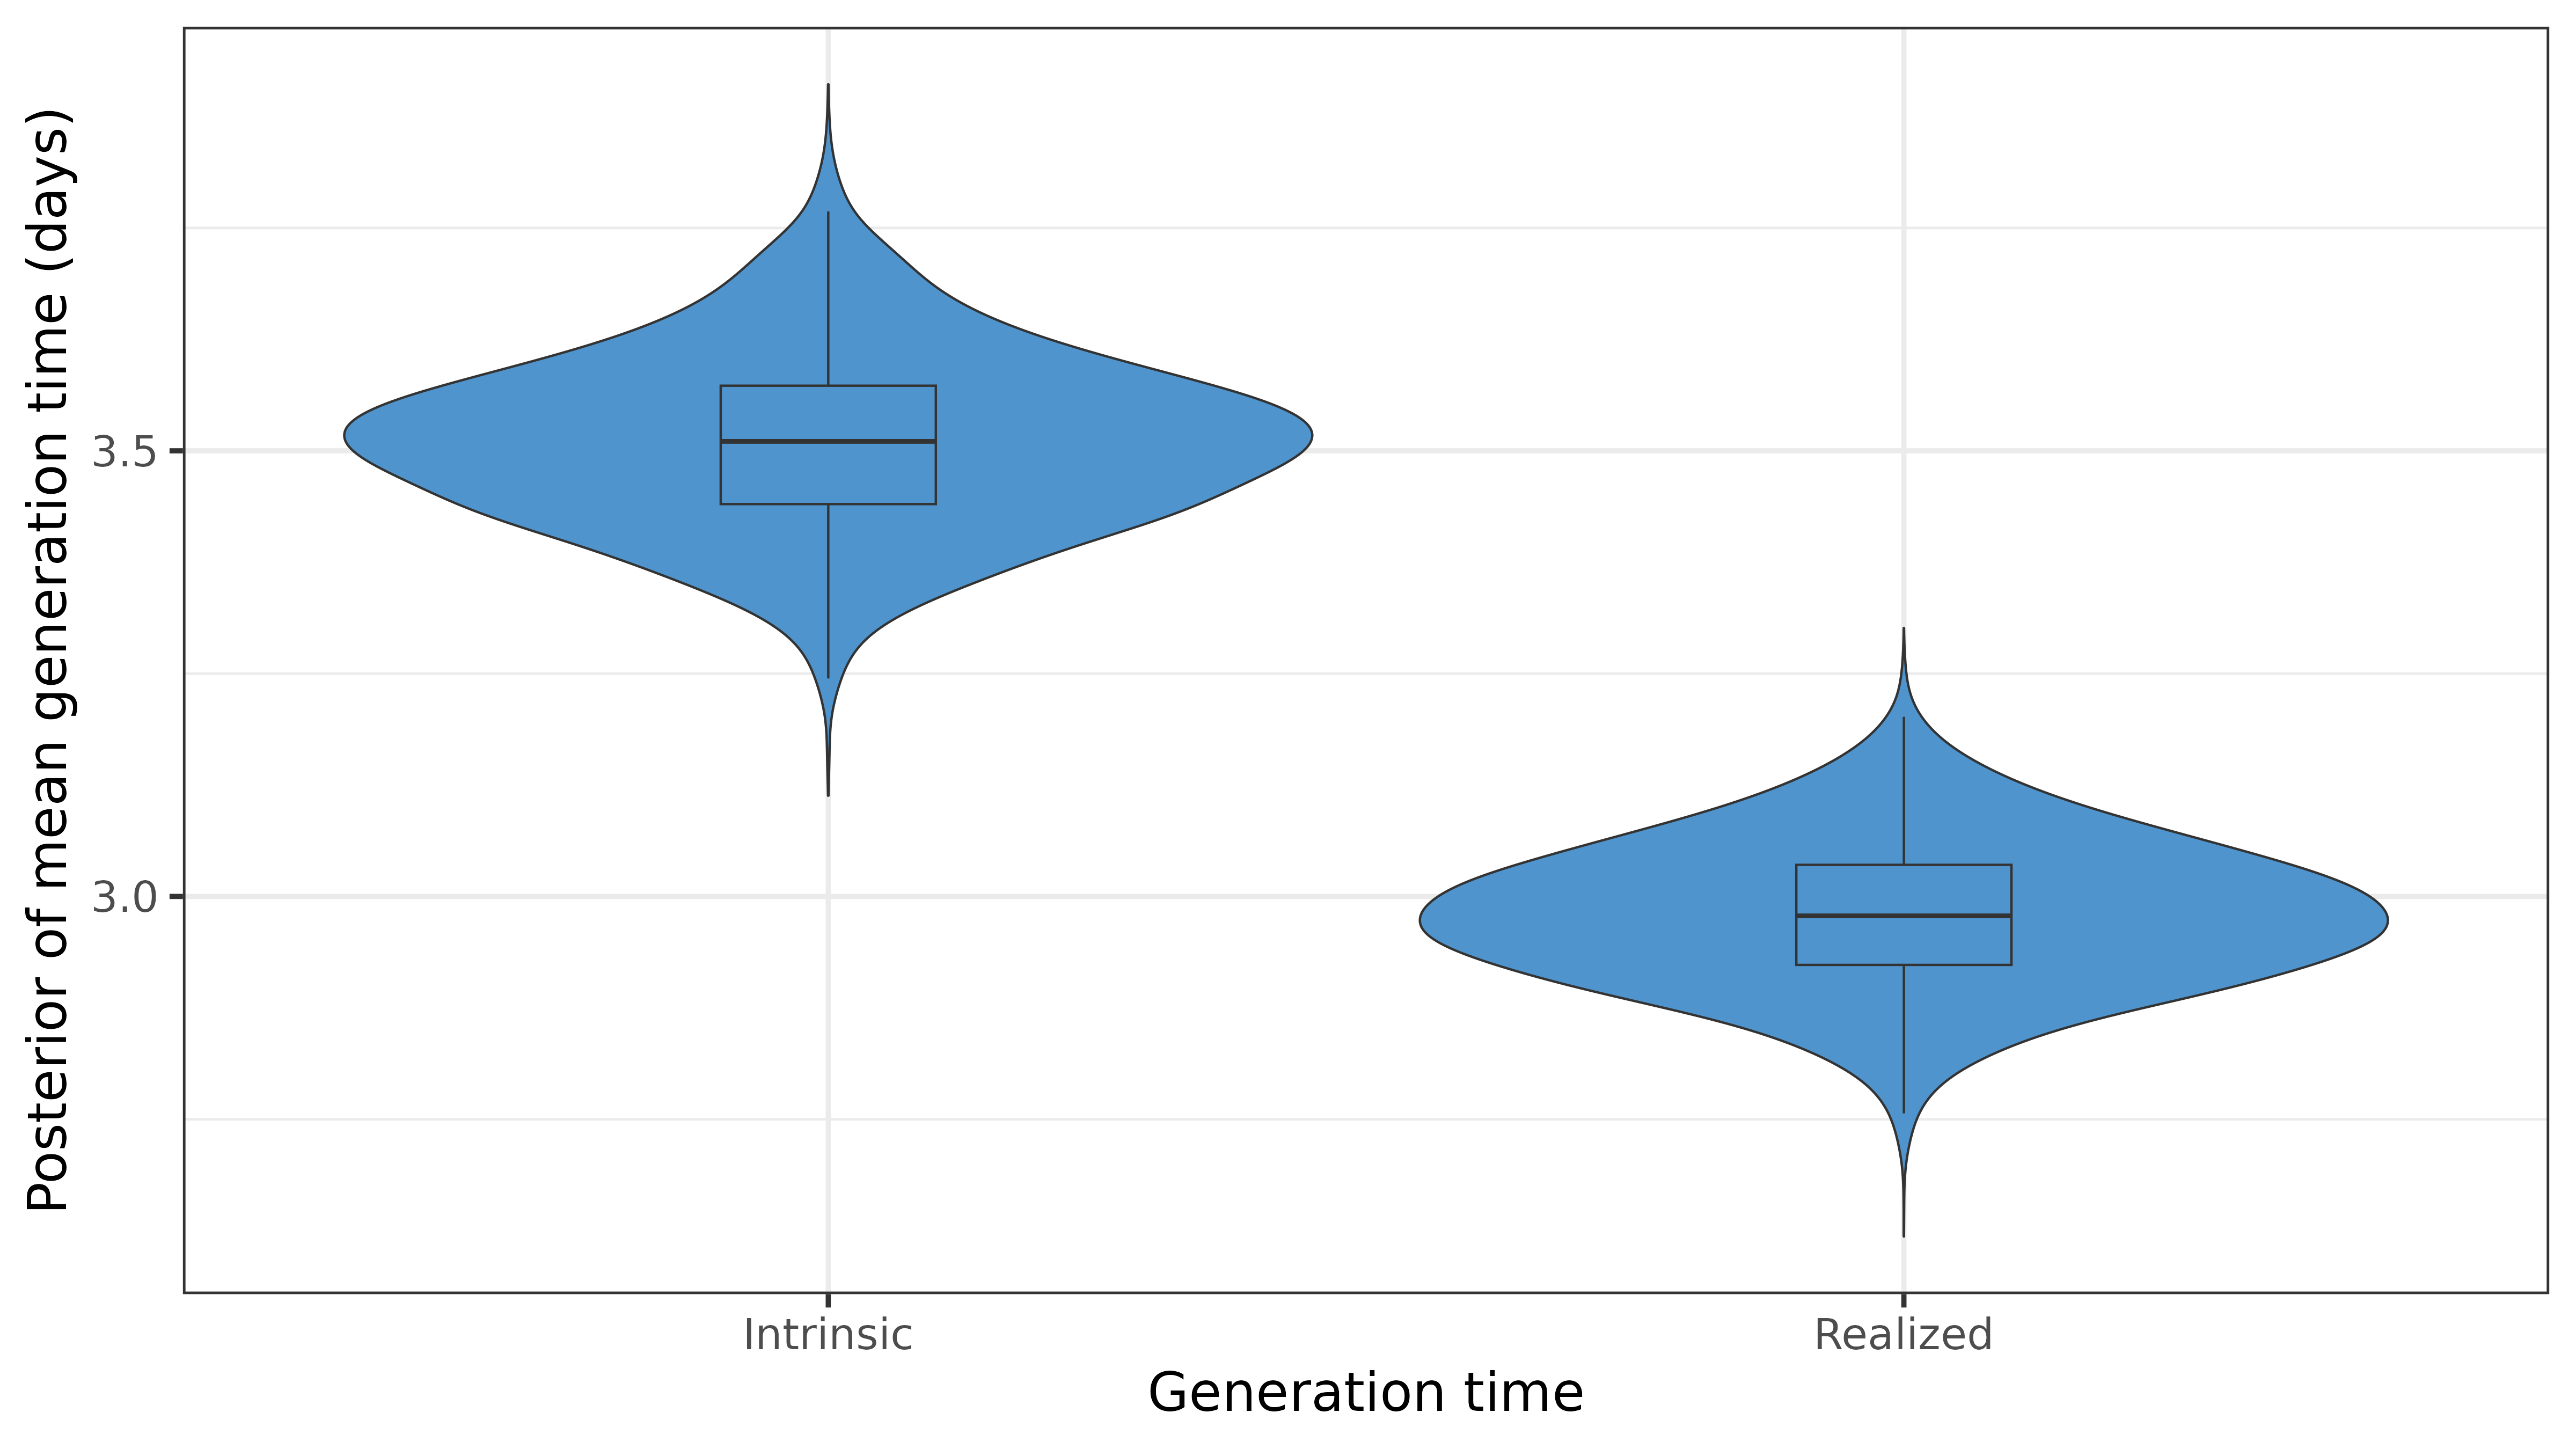 Posterior of mean generation time (days)
3.5
3.0
Intrinsic
Realized
Generation time